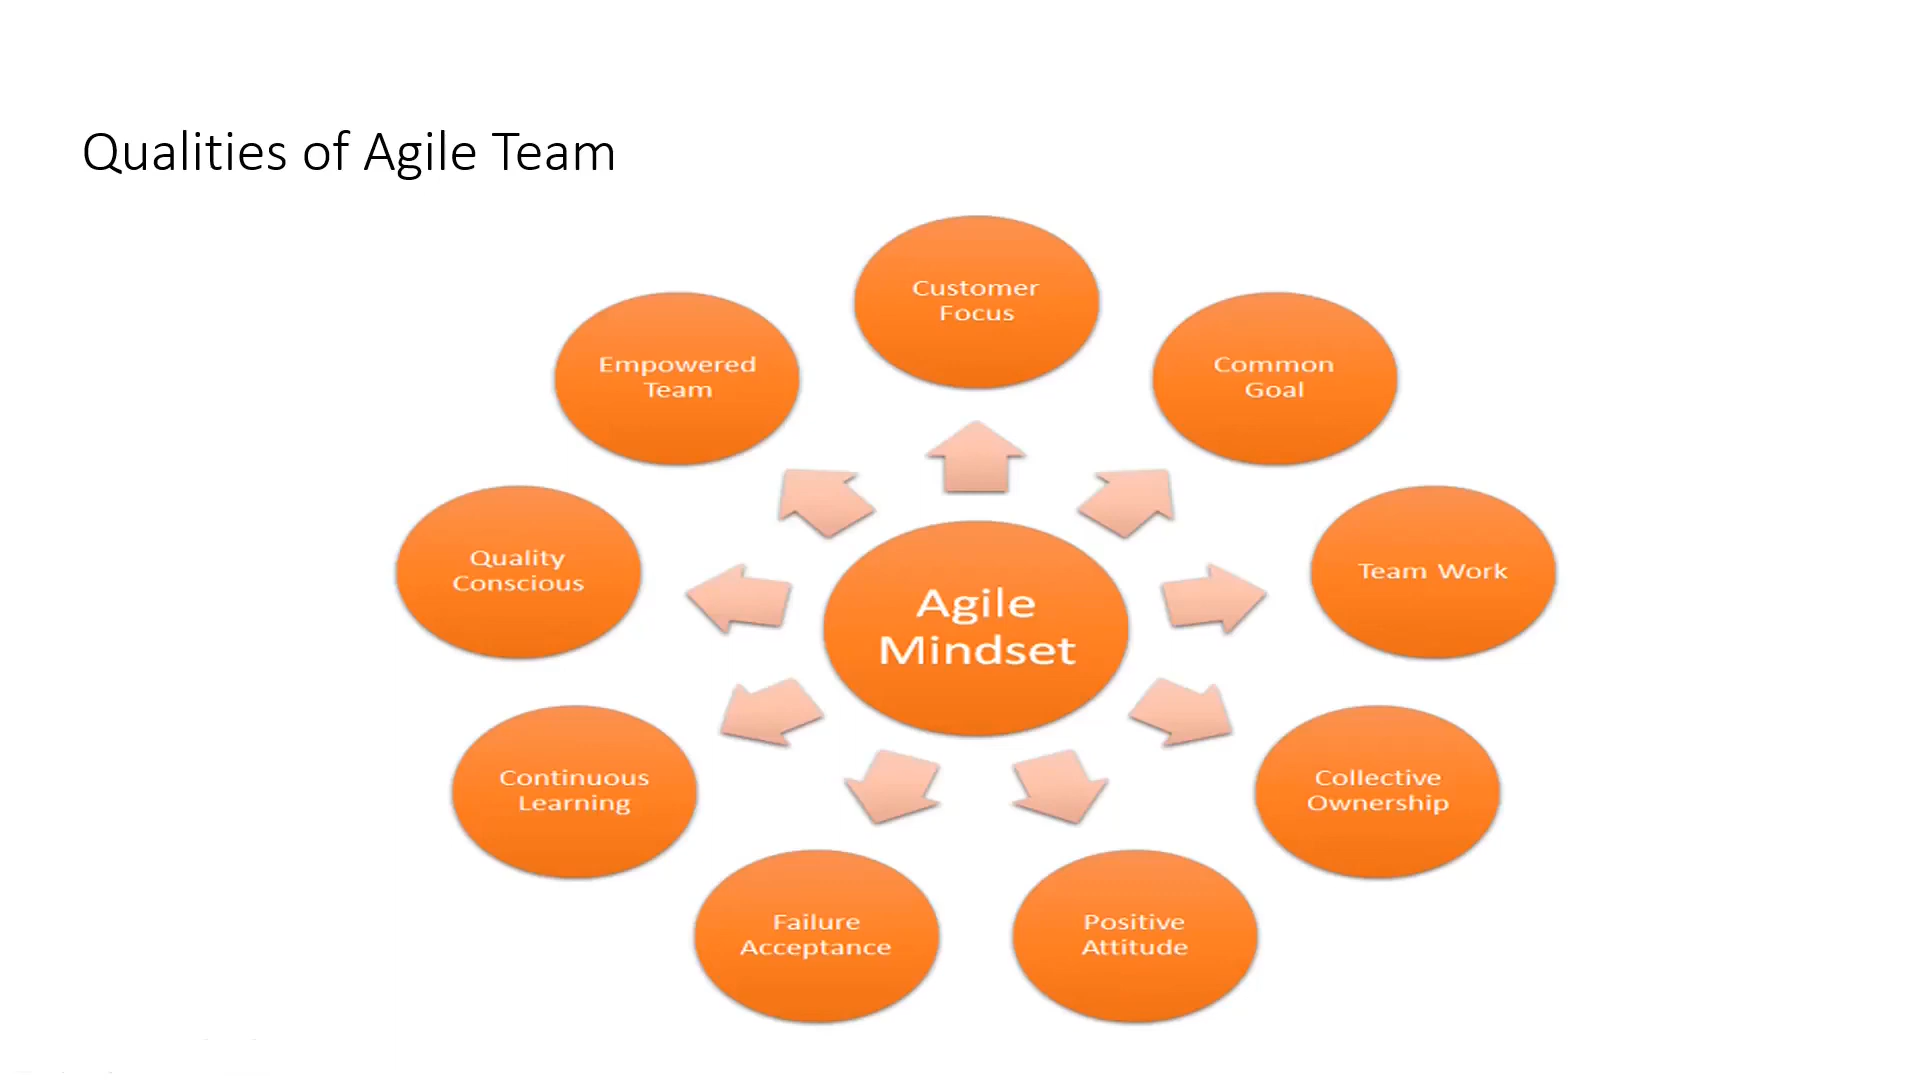 Qualities of Agile Team
Customer
Focus
Common
Goal
Team Work
Collective
Ownership
Positive
Attitude
Failure
Acceptance
Continuous
Learning
Quality
Conscious
Empowered
Team
Agile
Mindset